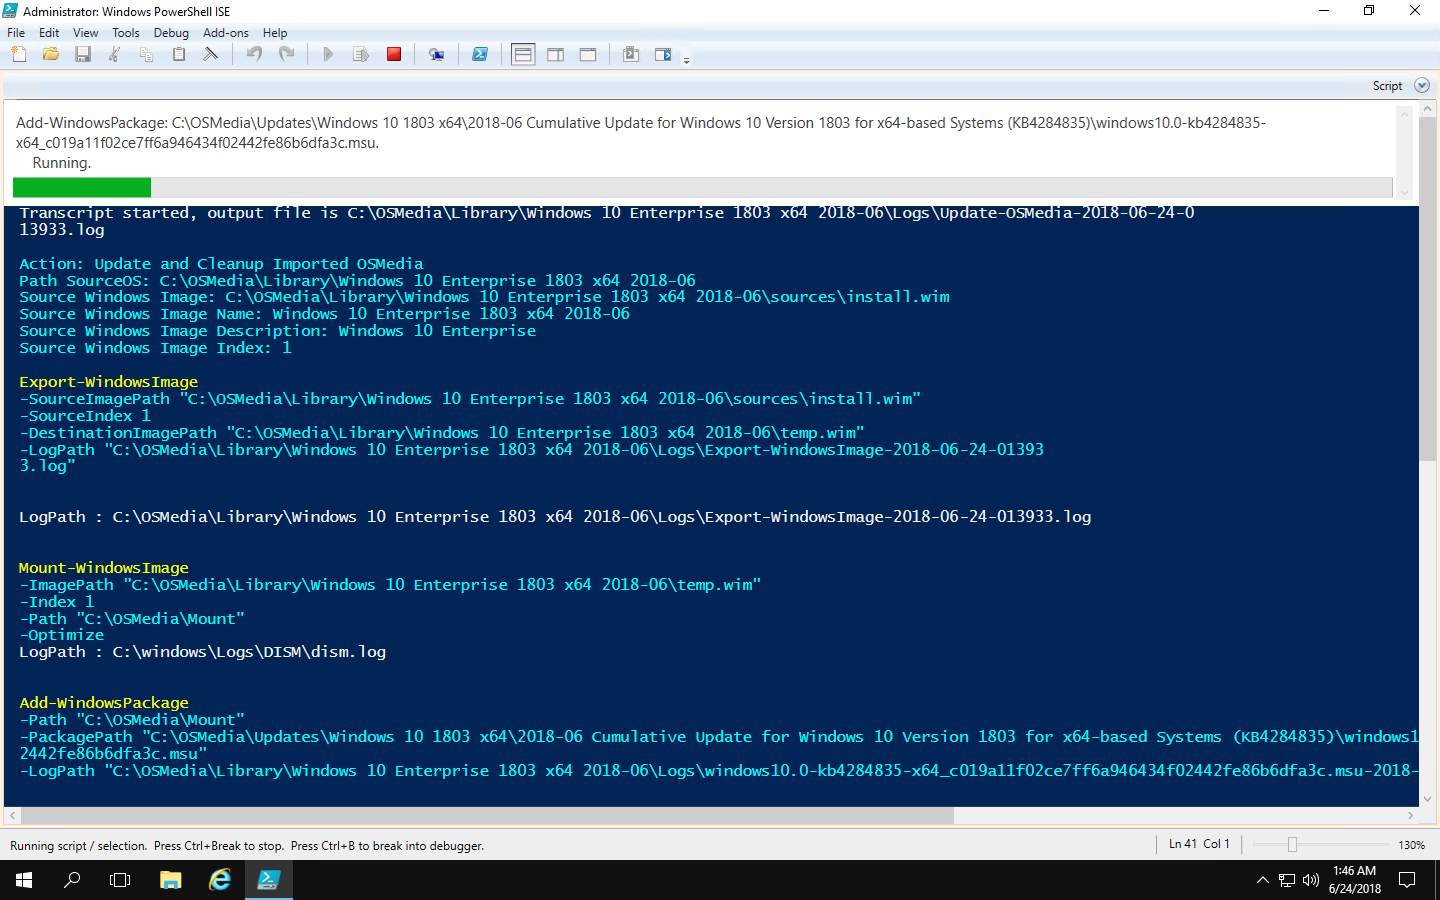 Administrator: Windows PowerShell ISE
File Edit View Tools Debug Add-ons Help
Script
Add-WindowsPackage: C:\OSMedia\Updates\Windows 10 1803 x64\2018-06 Cumulative Update for Windows 10 Version 1803 for x64-based Systems (KB4284835)\windows10.0-kb4284835-
x64_c019a11f02ce7ff6a946434f02442fe86b6dfa3c.msu.
Running.
Transcript started, output file is C:\OSMedia\Library\Windows 10 Enterprise 1803 x64 2018-06\Logs\Update-OSMedia-2018-06-24-0
13933.log
Action: Update and Cleanup Imported OSMedia
Path SourceOS: C:\OSMedia\Library\Windows 10 Enterprise 1803 x64 2018-06
Source Windows Image: C:\OSMedia\Library\Windows 10 Enterprise 1803 x64 2018-06\sources\install.wim
Source Windows Image Name: Windows 10 Enterprise 1803 x64 2018-06
Source Windows Image Description: Windows 10 Enterprise
Source Windows Image Index: 1
Export-WindowsImage
-SourceImagePath "C:\OSMedia\Library\Windows 10 Enterprise 1803 x64 2018-06\sources\install.wim"
-SourceIndex 1
-DestinationImagePath "C:\OSMedia\Library\Windows 10 Enterprise 1803 x64 2018-06\temp.wim"
-LogPath "C:\OSMedia\Library\Windows 10 Enterprise 1803 x64 2018-06\Logs\Export-WindowsImage-2018-06-24-01393
3.log"
LogPath : C:\OSMedia\Library\Windows 10 Enterprise 1803 x64 2018-06\Logs\Export-WindowsImage-2018-06-24-013933.log
Mount-WindowsImage
-ImagePath "C:\OSMedia\Library\Windows 10 Enterprise 1803 x64 2018-06\temp.wim"
-Index 1
-Path "C:\OSMedia\Mount"
-Optimize
LogPath : C:\windows\Logs\DISM\dism.log
Add-WindowsPackage
-Path "C:\OSMedia\Mount"
-PackagePath "C:\OSMedia\Updates\Windows 10 1803 x64\2018-06 Cumulative Update for Windows 10 Version 1803 for x64-based Systems (KB4284835)\windows1
2442fe86b6dfa3c.msu"
-LogPath "C:\OSMedia\Library\Windows 10 Enterprise 1803 x64 2018-06\Logs\windows10.0-kb4284835-x64_c019a11f02ce7ff6a946434f02442fe86b6dfa3c.msu-2018-
Running script / selection. Press Ctrl+Break to stop. Press Ctrl+B to break into debugger.
Ln 41 Col 1
130%
1:46 AM
6/24/2018